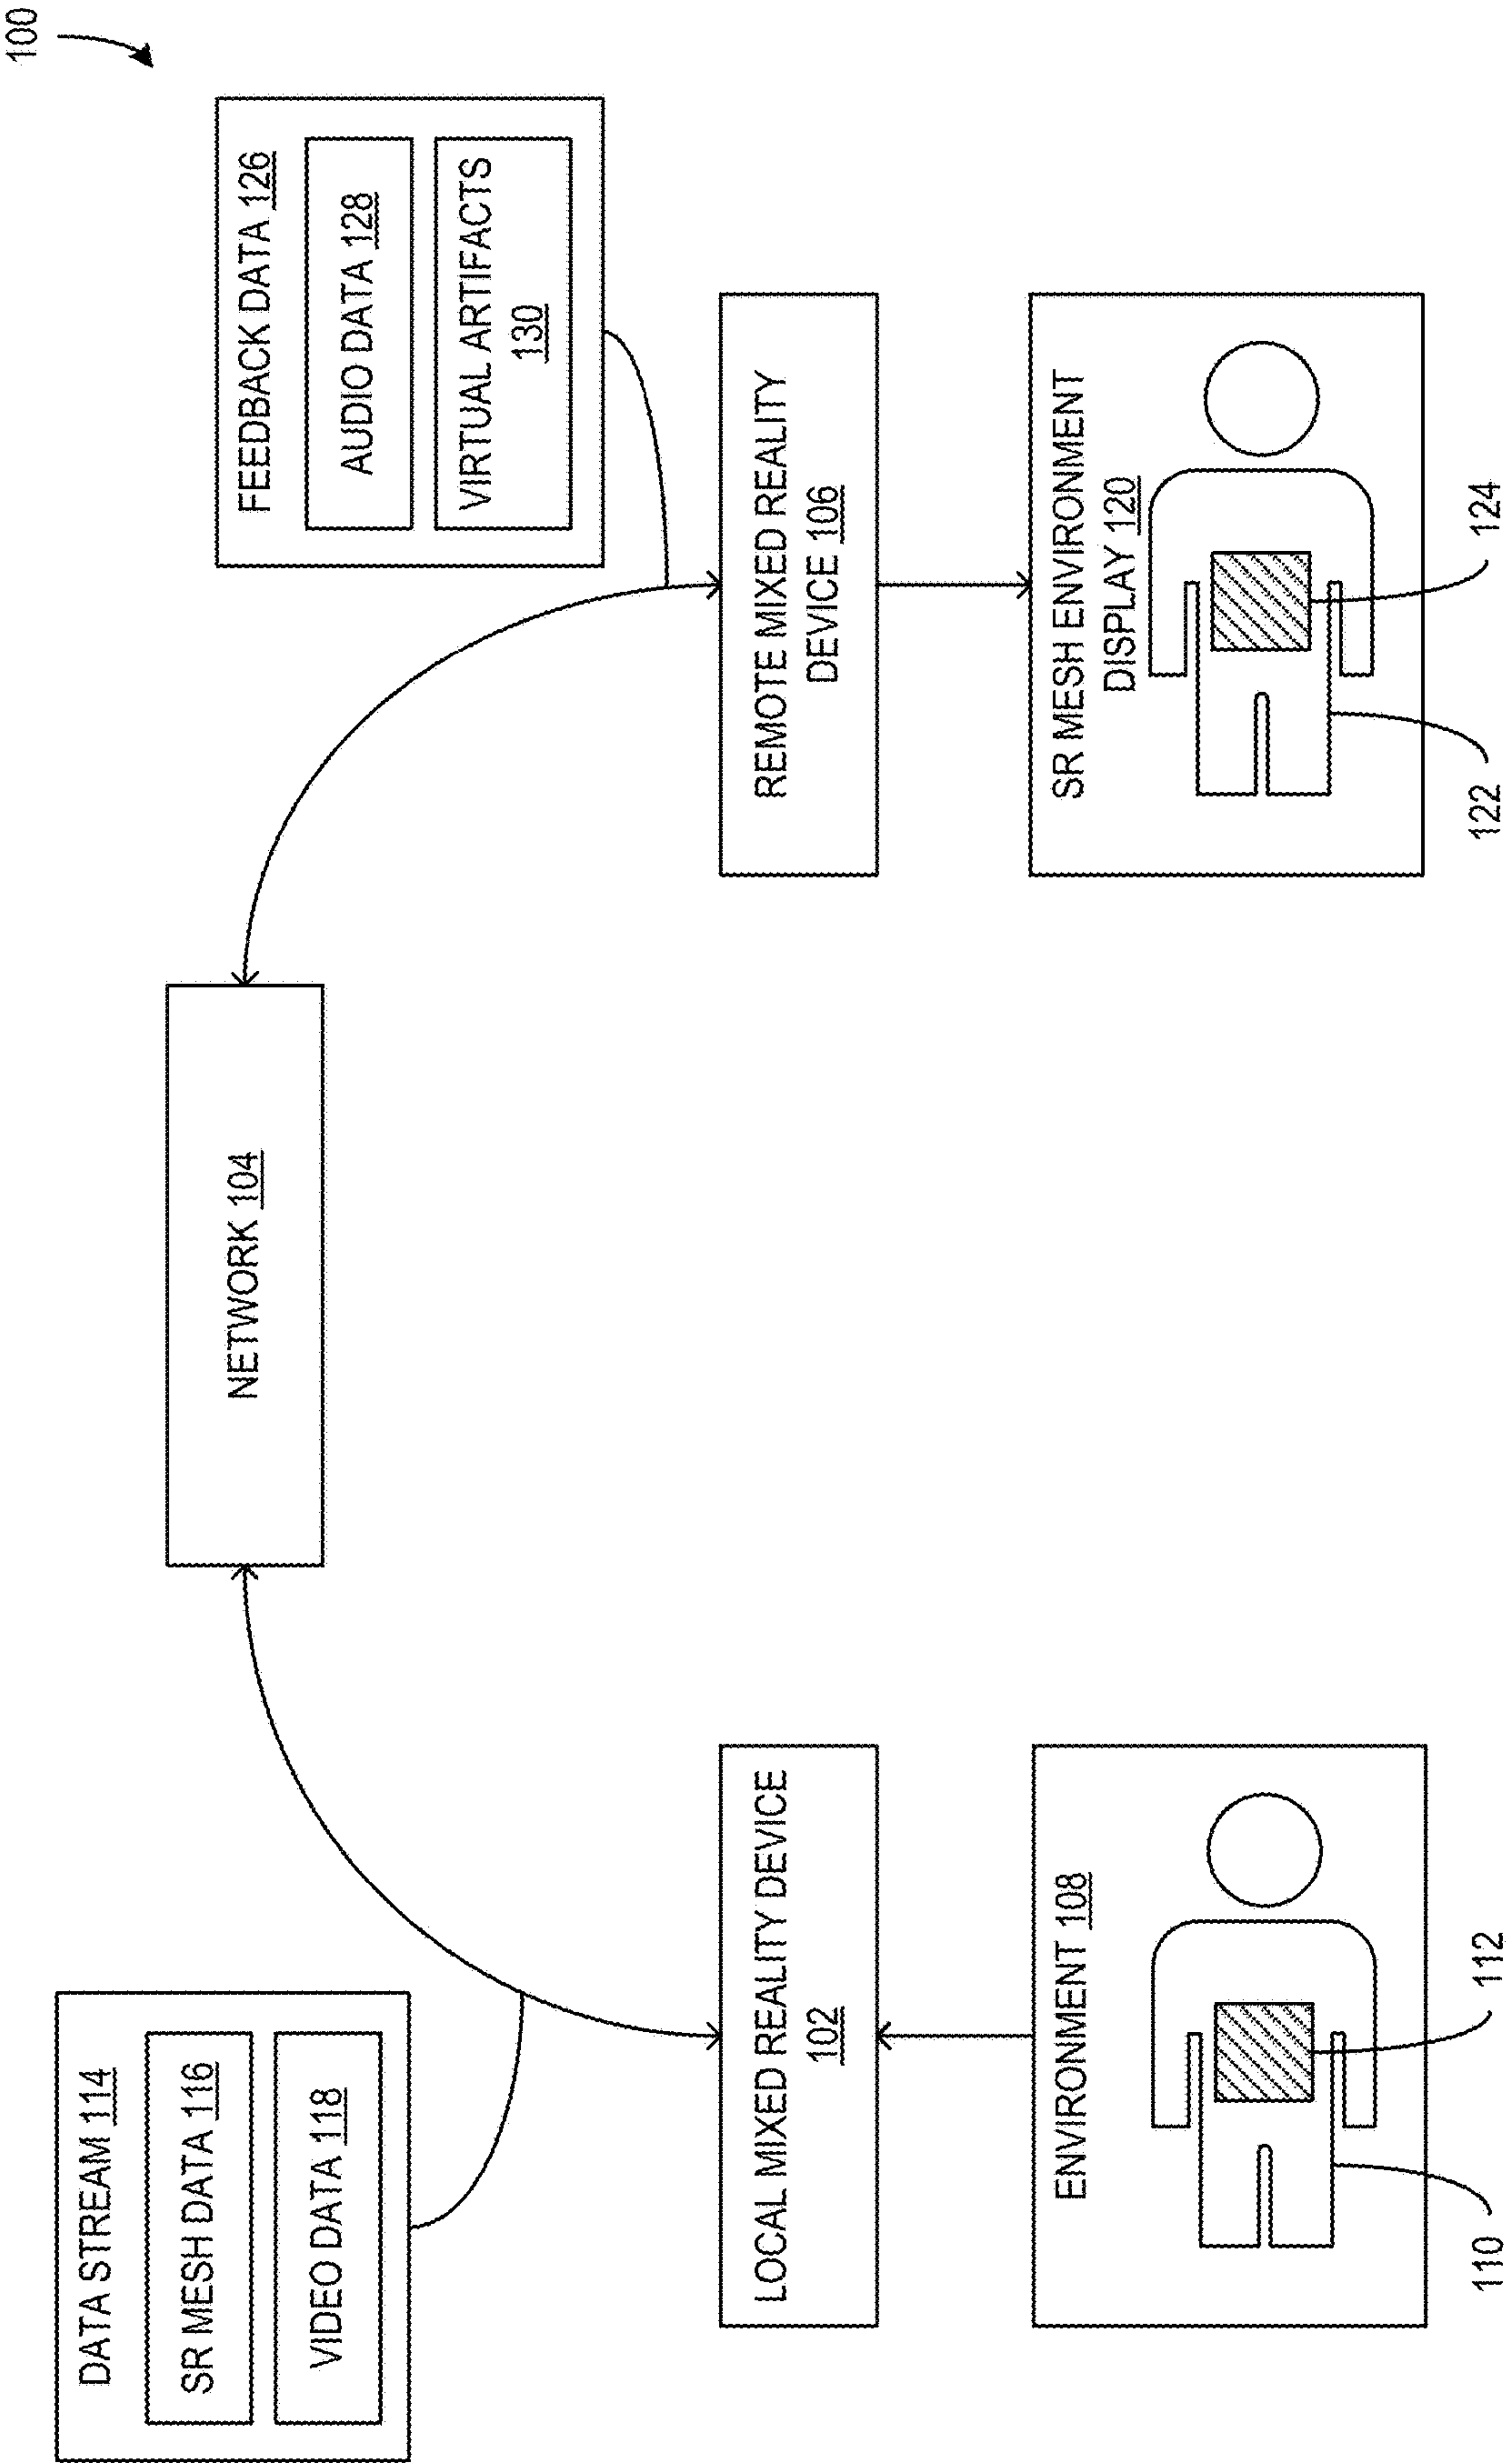 100
DATA STREAM 114
SR MESH DATA 116
VIDEO DATA 118
NETWORK 104
FEEDBACK DATA 126
AUDIO DATA 128
VIRTUAL ARTIFACTS
130
LOCAL MIXED REALITY DEVICE
102
REMOTE MIXED REALITY
DEVICE 106
ENVIRONMENT 108
110
112
SR MESH ENVIRONMENT
DISPLAY 120
122
124